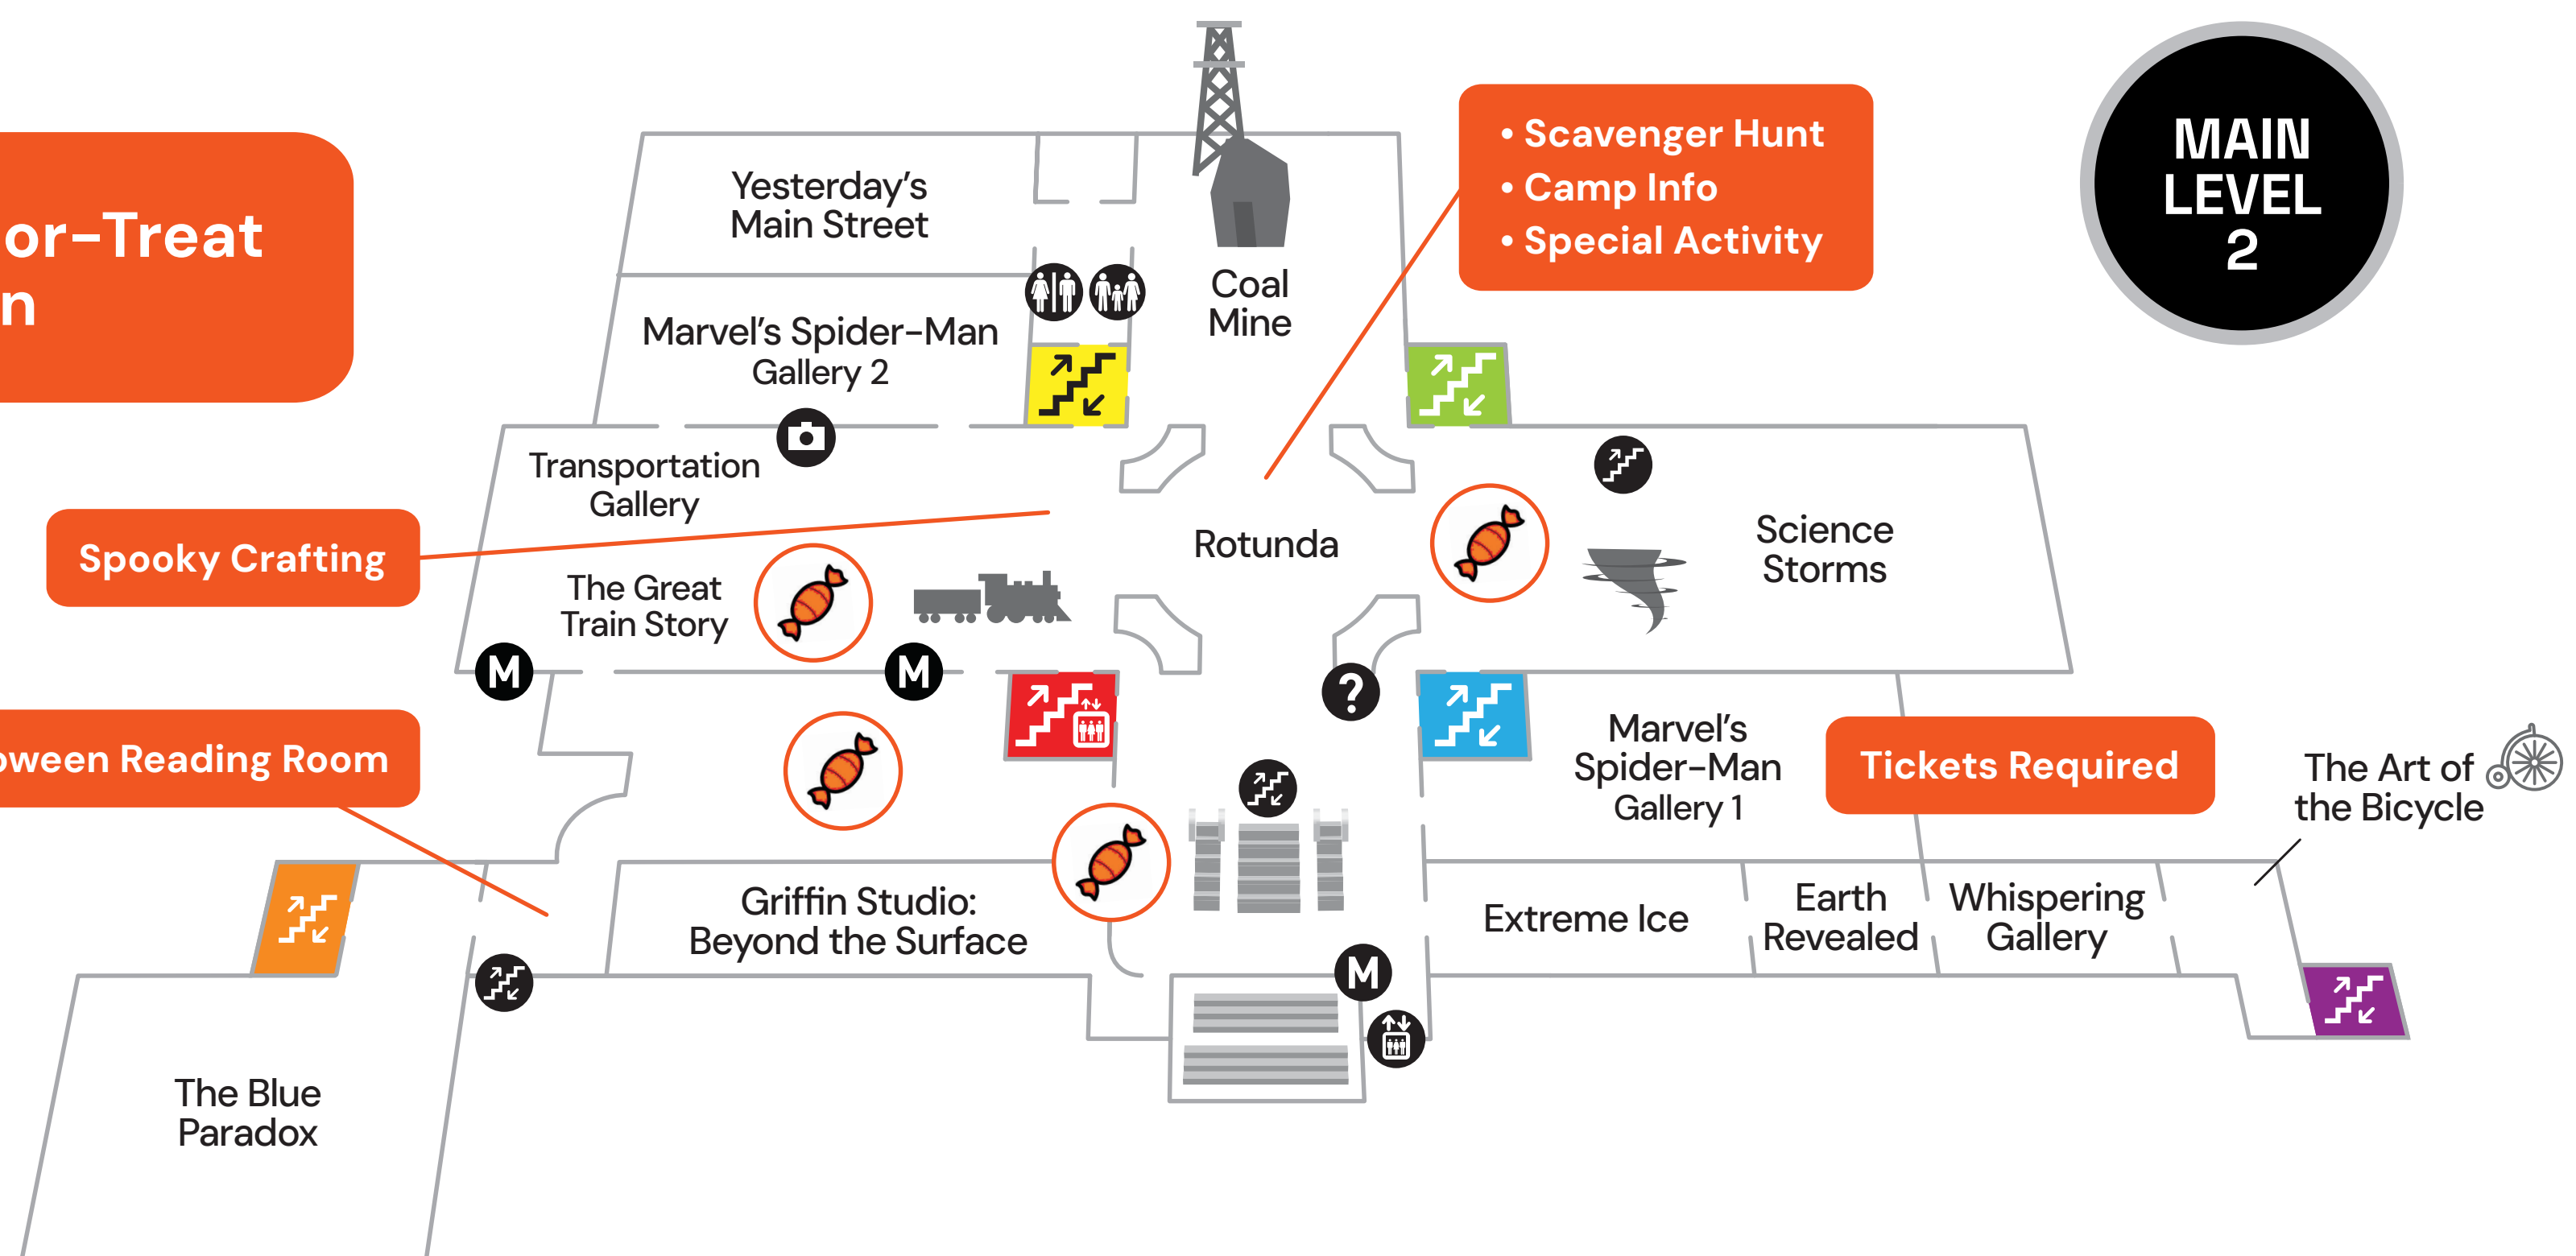 or-Treat
n
Spooky Crafting
oween Reading Room
Yesterday's
Main Street
Marvel's Spider-Man
Gallery 2
Transportation
Gallery
The Great
Train Story
M
M
Coal
Mine
• Scavenger Hunt
• Camp Info
• Special Activity
MAIN
LEVEL
2
Rotunda
Science
Storms
?
Marvel's
Spider-Man
Gallery 1
Tickets Required
The Art of
the Bicycle
Griffin Studio:
Beyond the Surface
Extreme Ice
Earth
Revealed
Whispering
Gallery
M
The Blue
Paradox